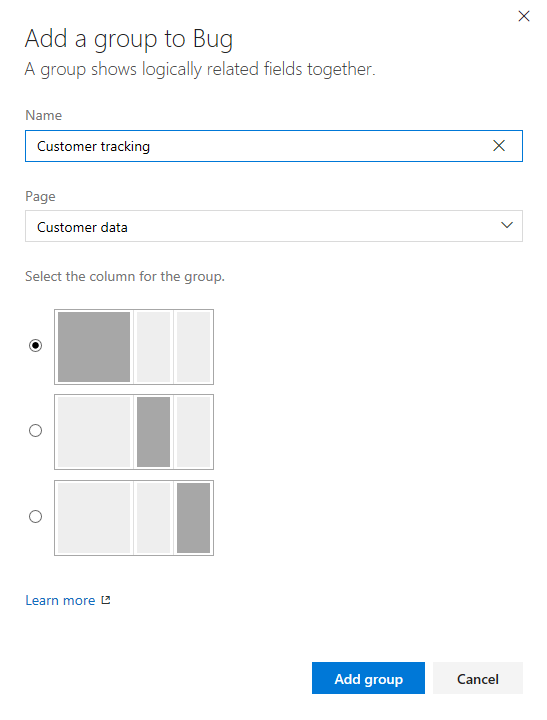 Add a group to Bug
A group shows logically related fields together.
Name
Customer tracking
Page
Customer data
Select the column for the group.
Learn more
Add group
Cancel